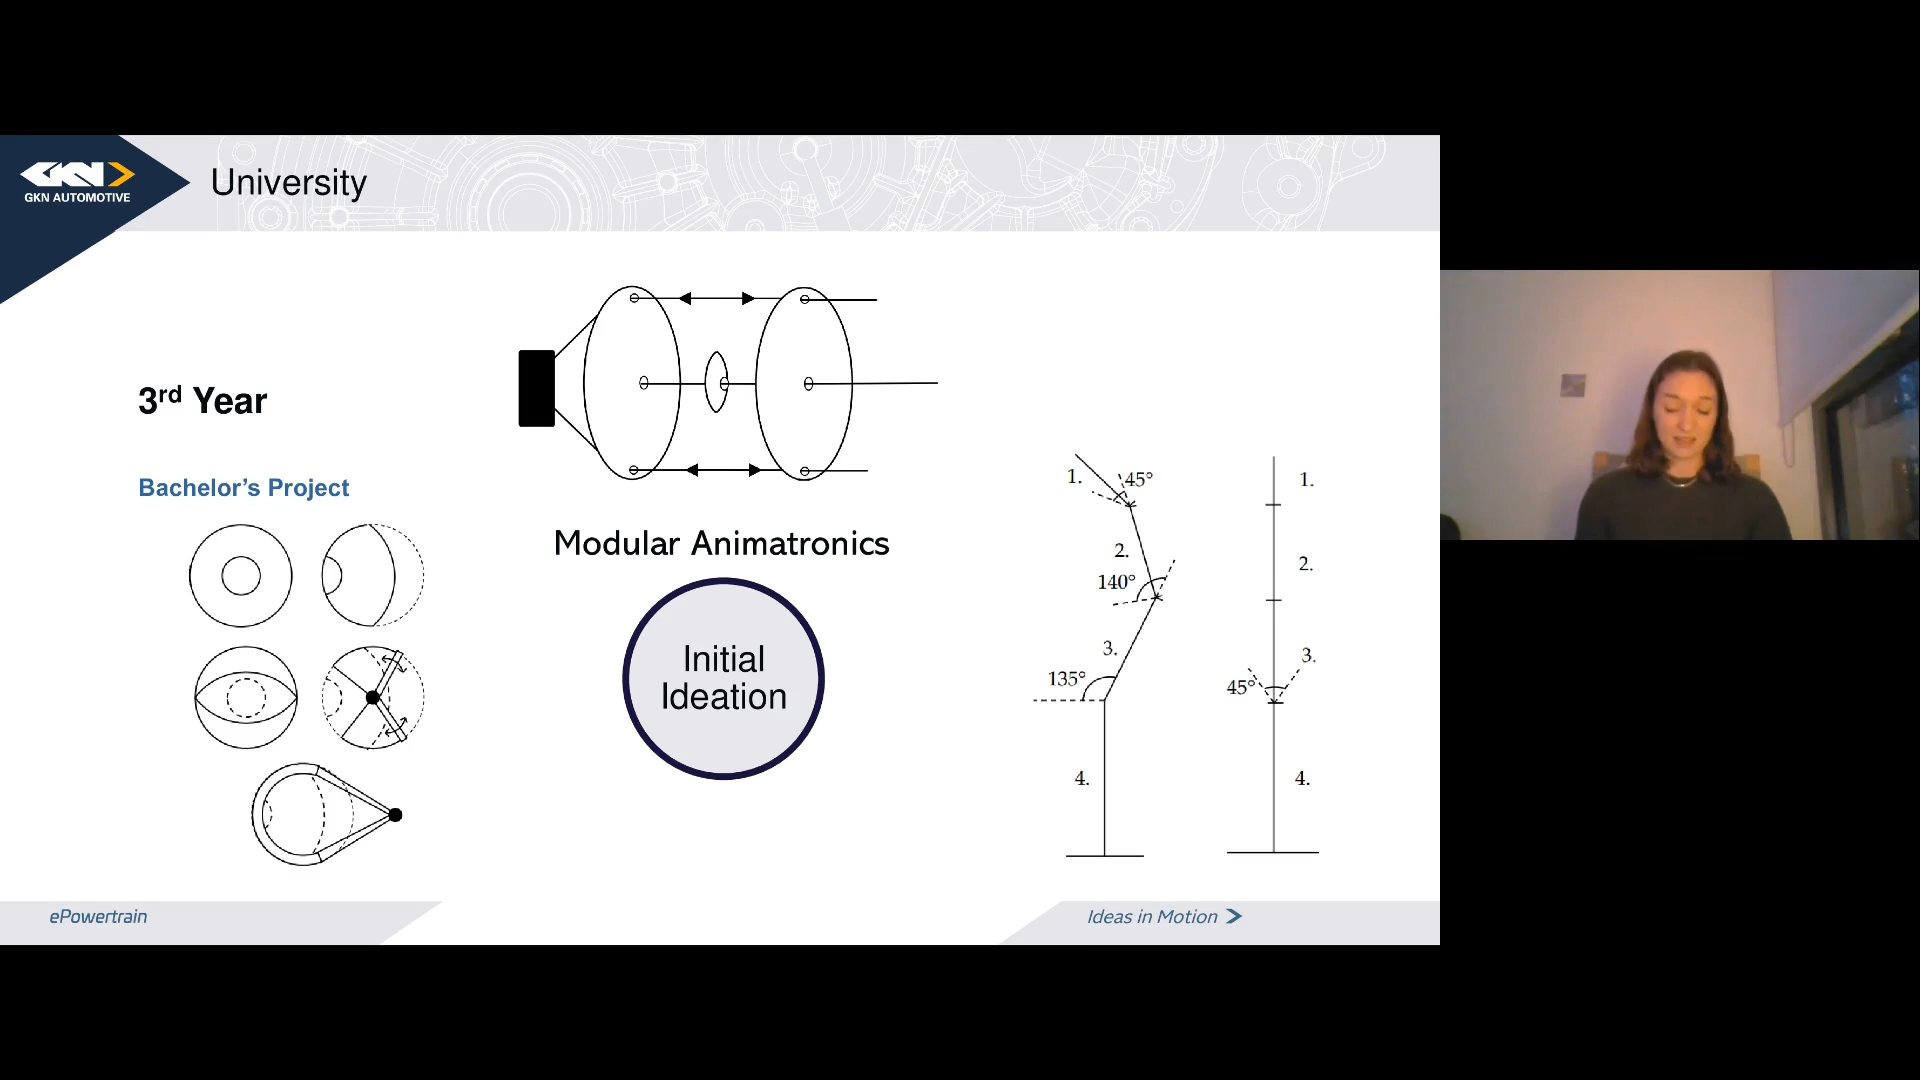 GKN
GKN AUTOMOTIVE
University
3rd Year
Bachelor's Project
Modular Animatronics
Initial
Ideation
1.
45°
2.
140°
3.
135°
4.
1.
2.
3.
45°
4.
ePowertrain
Ideas in Motion